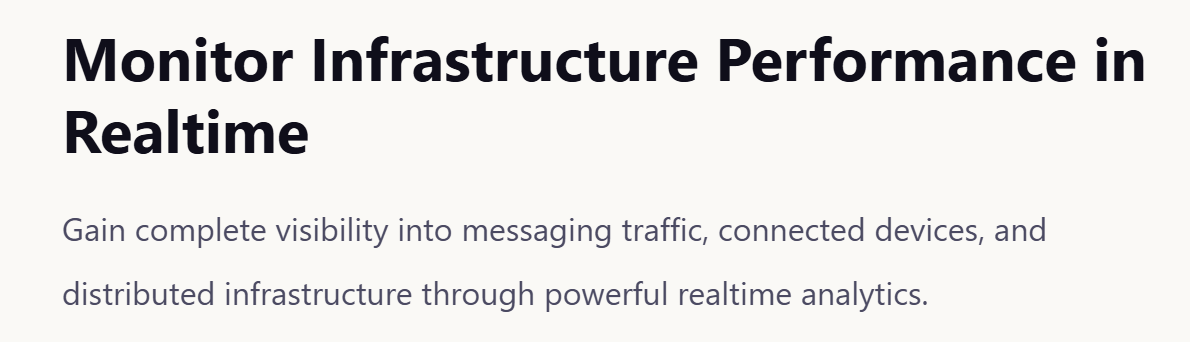 Monitor Infrastructure Performance in
Realtime
Gain complete visibility into messaging traffic, connected devices, and
distributed infrastructure through powerful realtime analytics.